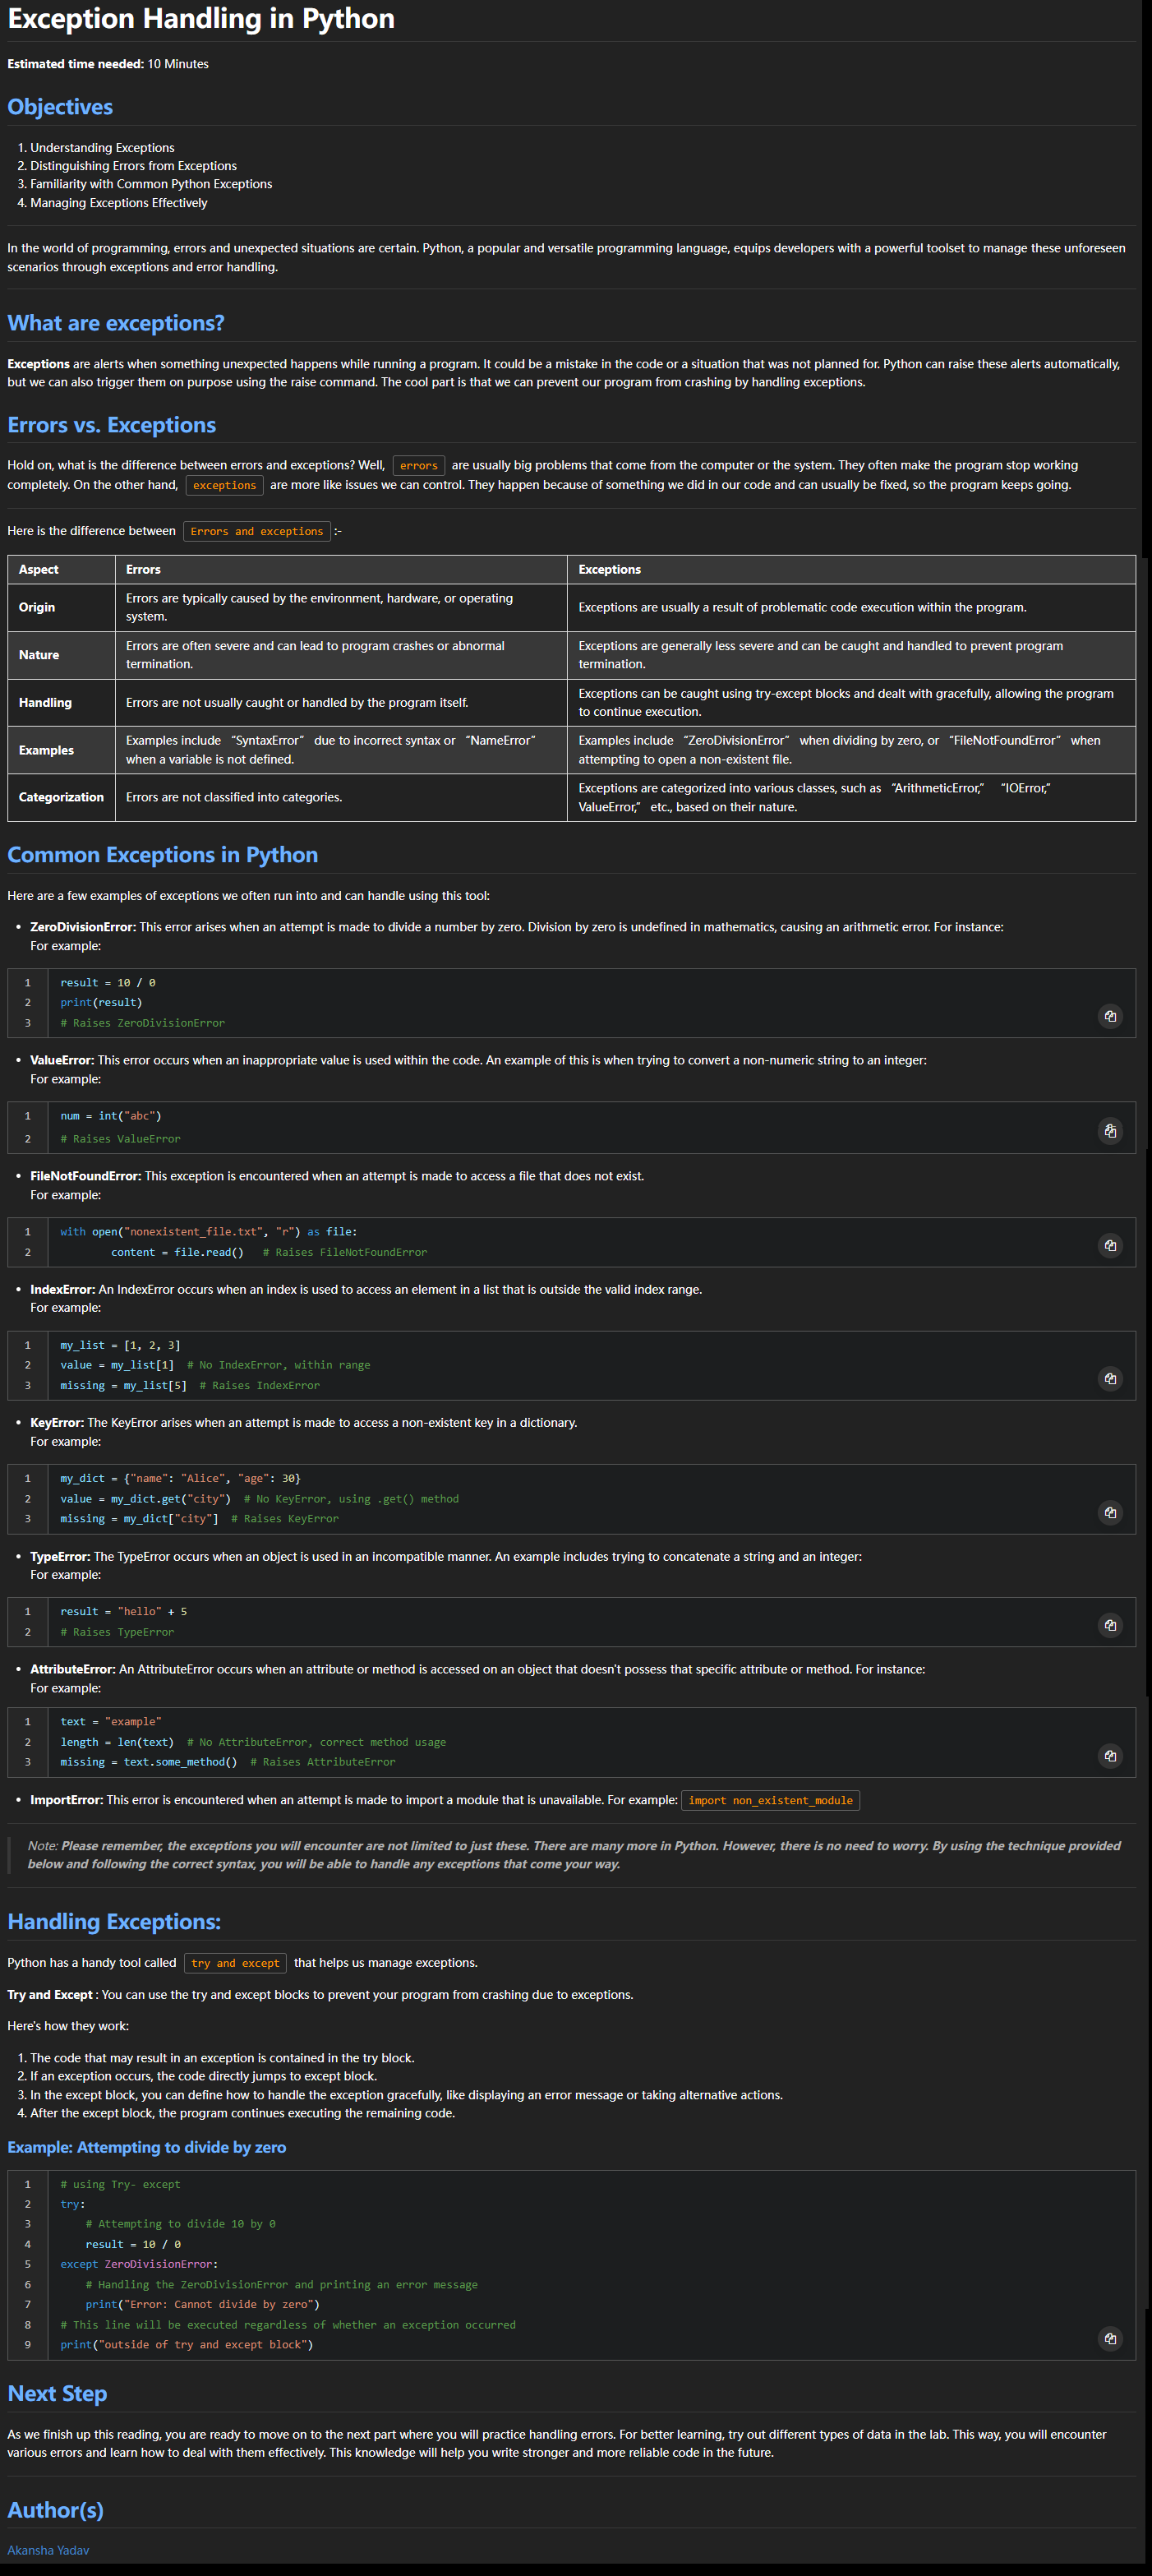 Exception Handling in Python
Estimated time needed: 10 Minutes
Objectives
1. Understanding Exceptions
2. Distinguishing Errors from Exceptions
3. Familiarity with Common Python Exceptions
4. Managing Exceptions Effectively
In the world of programming, errors and unexpected situations are certain. Python, a popular and versatile programming language, equips developers with a powerful toolset to manage these unforeseen
scenarios through exceptions and error handling.
What are exceptions?
Exceptions are alerts when something unexpected happens while running a program. It could be a mistake in the code or a situation that was not planned for. Python can raise these alerts automatically,
but we can also trigger them on purpose using the raise command. The cool part is that we can prevent our program from crashing by handling exceptions.
Errors vs. Exceptions
Hold on, what is the difference between errors and exceptions? Well, errors are usually big problems that come from the computer or the system. They often make the program stop working
completely. On the other hand, exceptions are more like issues we can control. They happen because of something we did in our code and can usually be fixed, so the program keeps going.
Here is the difference between Errors and exceptions :-
Aspect Errors Exceptions
Origin
Errors are typically caused by the environment, hardware, or operating
system.
Exceptions are usually a result of problematic code execution within the program.
Nature
Errors are often severe and can lead to program crashes or abnormal
termination.
Exceptions are generally less severe and can be caught and handled to prevent program
termination.
Handling
Errors are not usually caught or handled by the program itself.
Exceptions can be caught using try-except blocks and dealt with gracefully, allowing the program
to continue execution.
Examples
Examples include “SyntaxError” due to incorrect syntax or “NameError”
when a variable is not defined.
Examples include “ZeroDivisionError” when dividing by zero, or “FileNotFoundError” when
attempting to open a non-existent file.
Categorization
Errors are not classified into categories.
Exceptions are categorized into various classes, such as “ArithmeticError,” “IOError,”
ValueError,” etc., based on their nature.
Common Exceptions in Python
Here are a few examples of exceptions we often run into and can handle using this tool:
• ZeroDivisionError: This error arises when an attempt is made to divide a number by zero. Division by zero is undefined in mathematics, causing an arithmetic error. For instance:
For example:
1 result = 10 / 0
2 print(result)
3 # Raises ZeroDivisionError
• ValueError: This error occurs when an inappropriate value is used within the code. An example of this is when trying to convert a non-numeric string to an integer:
For example:
1 num = int("abc")
2 # Raises ValueError
• FileNotFoundError: This exception is encountered when an attempt is made to access a file that does not exist.
For example:
1 with open("nonexistent_file.txt", "r") as file:
2 content = file.read() # Raises FileNotFoundError
• IndexError: An IndexError occurs when an index is used to access an element in a list that is outside the valid index range.
For example:
1 my_list = [1, 2, 3]
2 value = my_list[1] # No IndexError, within range
3 missing = my_list[5] # Raises IndexError
• KeyError: The KeyError arises when an attempt is made to access a non-existent key in a dictionary.
For example:
1 my_dict = {"name": "Alice", "age": 30}
2 value = my_dict.get("city") # No KeyError, using .get() method
3 missing = my_dict["city"] # Raises KeyError
• TypeError: The TypeError occurs when an object is used in an incompatible manner. An example includes trying to concatenate a string and an integer:
For example:
1 result = "hello" + 5
2 # Raises TypeError
• AttributeError: An AttributeError occurs when an attribute or method is accessed on an object that doesn't possess that specific attribute or method. For instance:
For example:
1 text = "example"
2 length = len(text) # No AttributeError, correct method usage
3 missing = text.some_method() # Raises AttributeError
• ImportError: This error is encountered when an attempt is made to import a module that is unavailable. For example: import non_existent_module
Note: Please remember, the exceptions you will encounter are not limited to just these. There are many more in Python. However, there is no need to worry. By using the technique provided
below and following the correct syntax, you will be able to handle any exceptions that come your way.
Handling Exceptions:
Python has a handy tool called try and except that helps us manage exceptions.
Try and Except : You can use the try and except blocks to prevent your program from crashing due to exceptions.
Here's how they work:
1. The code that may result in an exception is contained in the try block.
2. If an exception occurs, the code directly jumps to except block.
3. In the except block, you can define how to handle the exception gracefully, like displaying an error message or taking alternative actions.
4. After the except block, the program continues executing the remaining code.
Example: Attempting to divide by zero
1 # using Try- except
2 try:
3 # Attempting to divide 10 by 0
4 result = 10 / 0
5 except ZeroDivisionError:
6 # Handling the ZeroDivisionError and printing an error message
7 print("Error: Cannot divide by zero")
8 # This line will be executed regardless of whether an exception occurred
9 print("outside of try and except block")
Next Step
As we finish up this reading, you are ready to move on to the next part where you will practice handling errors. For better learning, try out different types of data in the lab. This way, you will encounter
various errors and learn how to deal with them effectively. This knowledge will help you write stronger and more reliable code in the future.
Author(s)
Akansha Yadav